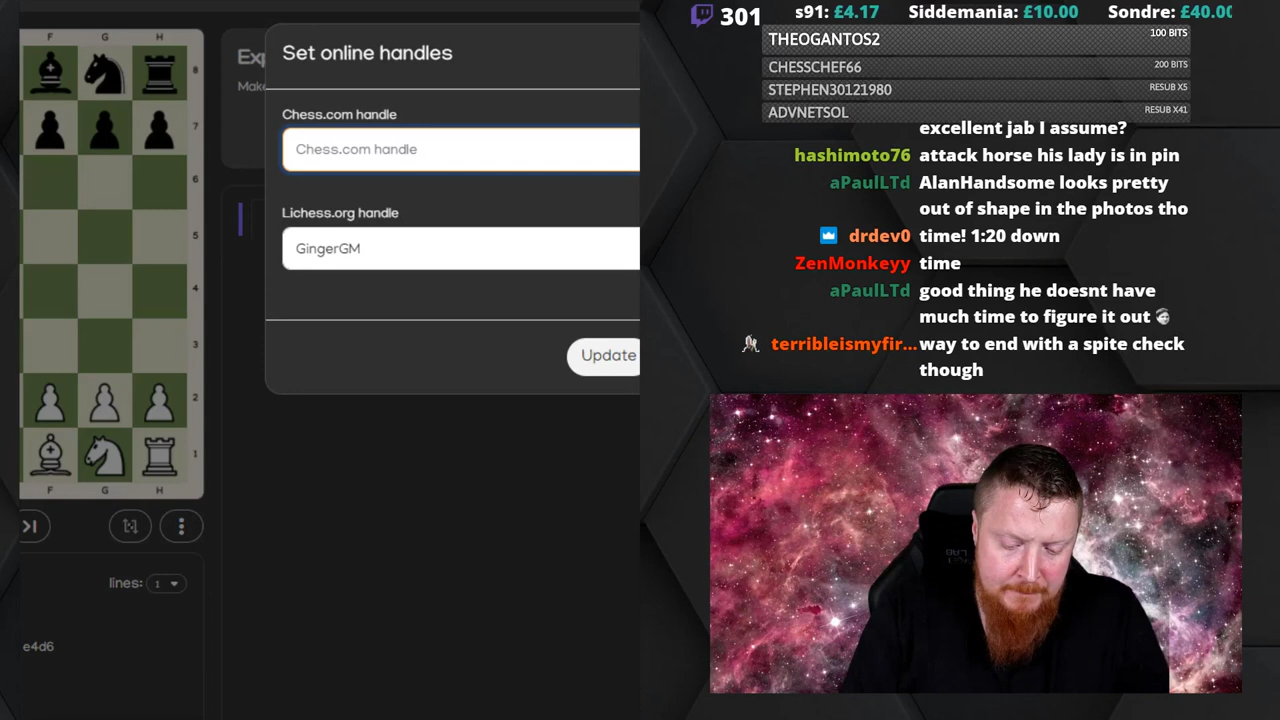 F G H
8
7
6
5
4
3
2
1
F G H
lines: 1
e4d6
Set online handles
Chess.com handle
Chess.com handle
Lichess.org handle
GingerGM
Update
301
s91: £4.17 Siddemania: £10.00 Sondre: £40.00
THEOGANTOS2 100 BITS
CHESSCHEF66 200 BITS
STEPHEN30121980 RESUB X5
ADVNETSOL RESUB X41
excellent jab I assume?
hashimoto76 attack horse his lady is in pin
aPaulLTd AlanHandsome looks pretty
out of shape in the photos tho
drdev0 time! 1:20 down
ZenMonkeyy time
aPaulLTd good thing he doesnt have
much time to figure it out
terribleismyfir... way to end with a spite check
though